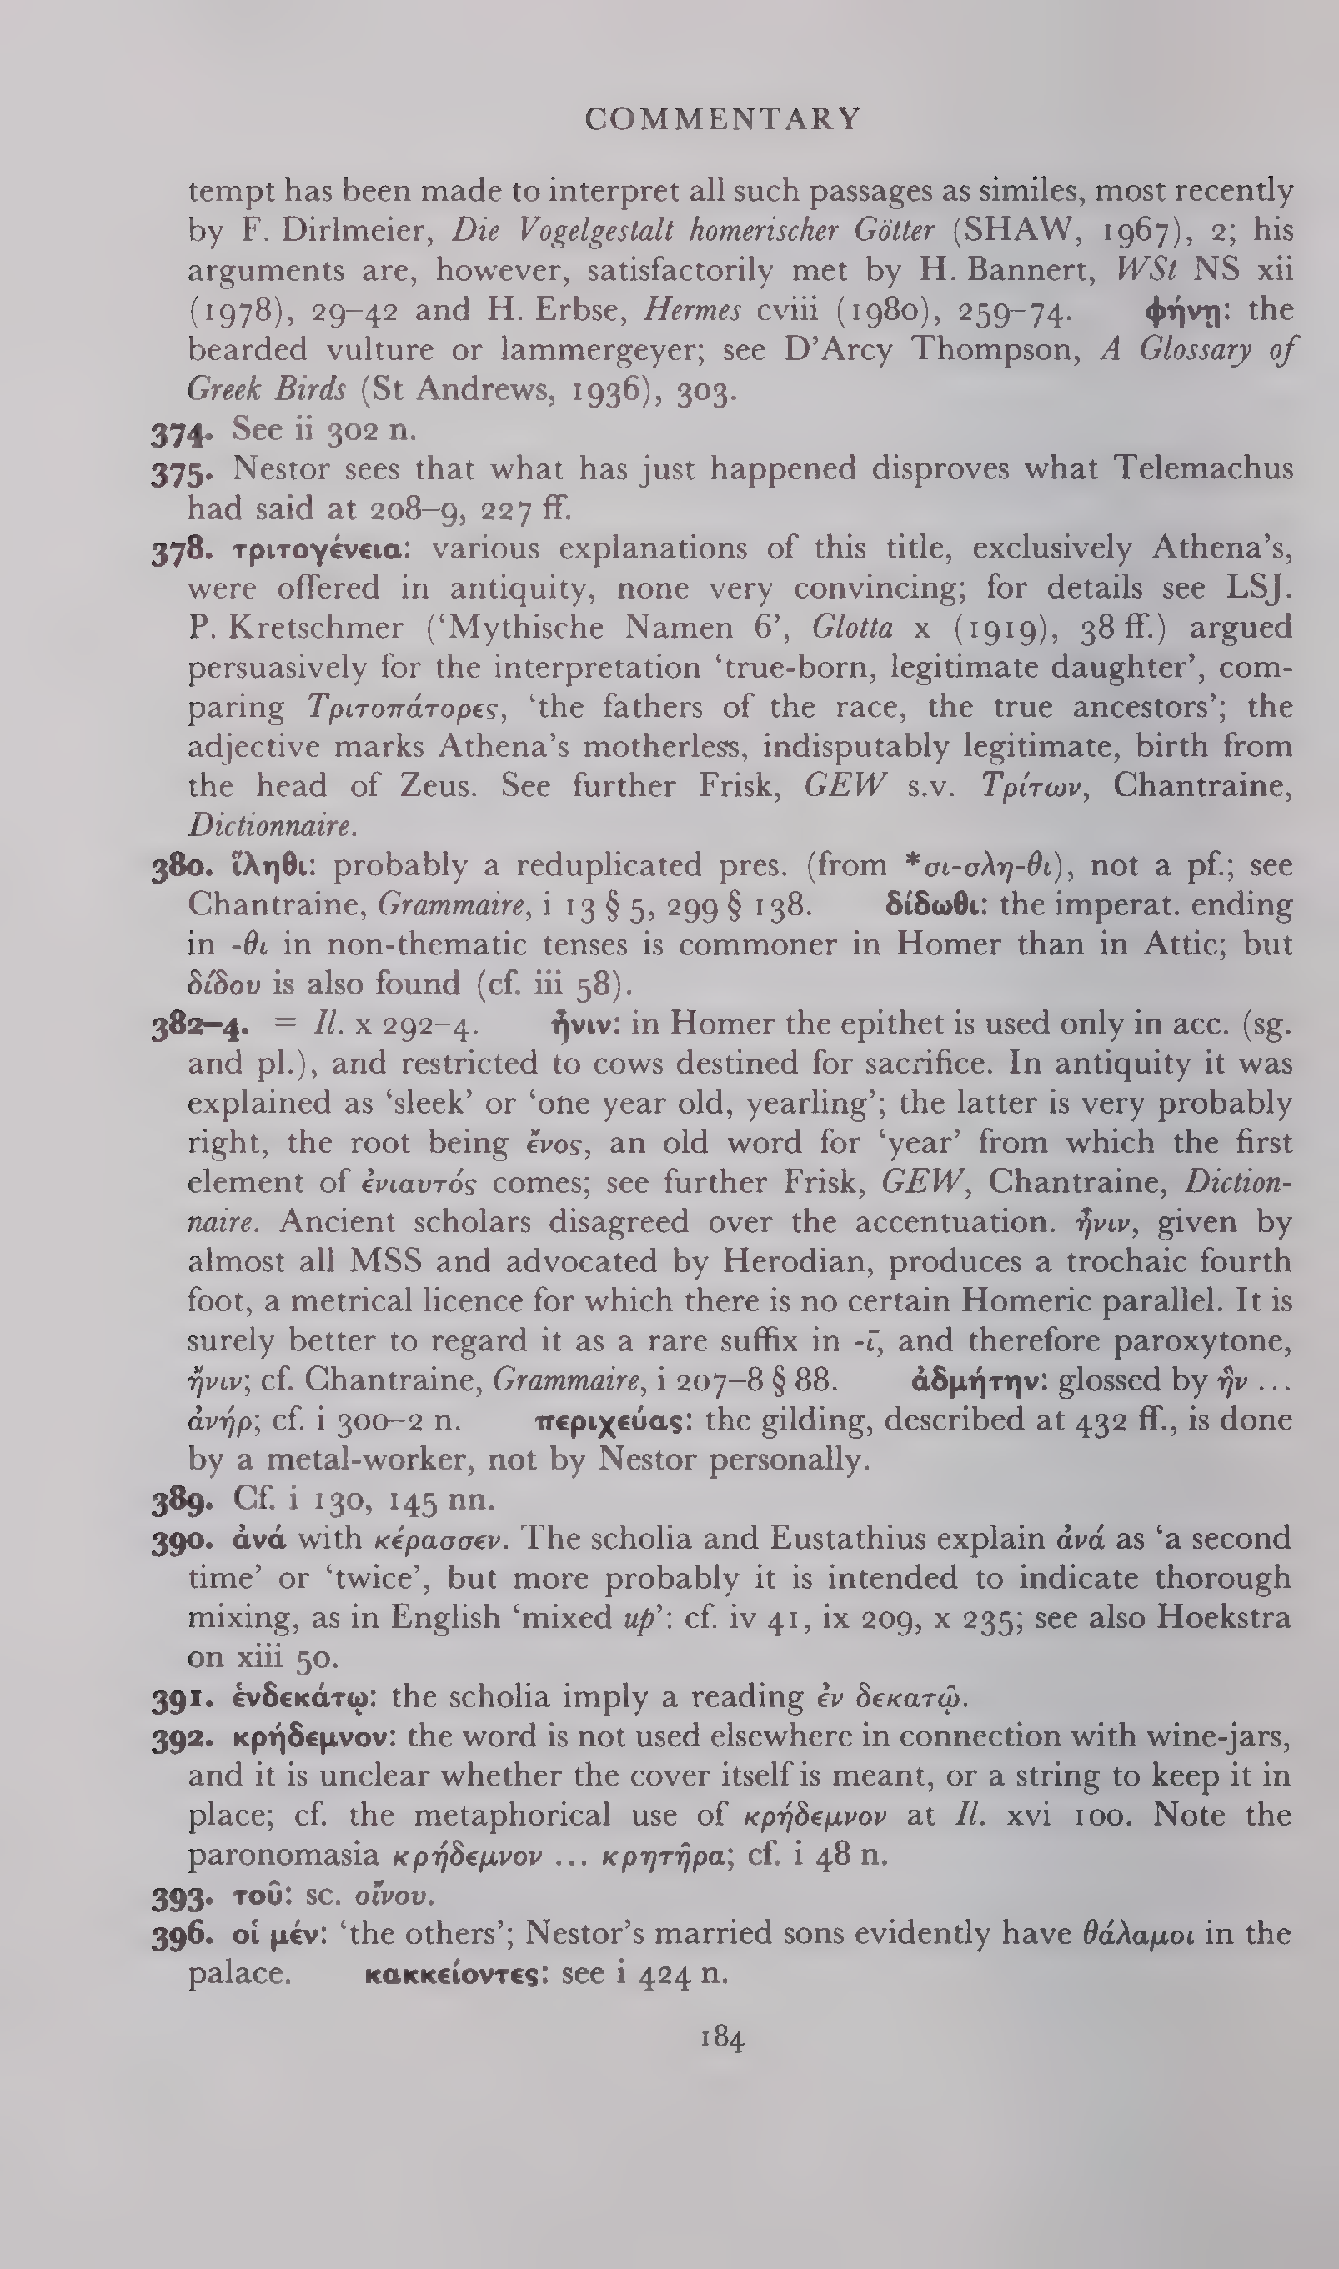 COMMENTARY
tempt has been made to interpret all such passages as similes, most recently
by F. Dirlmeier, Die Vogelgestalt homerischer Götter (SHAW, 1967), 2; his
arguments are, however, satisfactorily met by H. Bannert, WSt NS xii
(1978), 29–42 and H. Erbse, Hermes cviii (1980), 259–74. φήνῃ: the
bearded vulture or lammergeyer; see D’Arcy Thompson, A Glossary of
Greek Birds (St Andrews, 1936), 303.
374. See ii 302 n.
375. Nestor sees that what has just happened disproves what Telemachus
had said at 208–9, 227 ff.
378. τριτογένεια: various explanations of this title, exclusively Athena’s,
were offered in antiquity, none very convincing; for details see LSJ.
P. Kretschmer (‘Mythische Namen 6’, Glotta x (1919), 38 ff.) argued
persuasively for the interpretation ‘true-born, legitimate daughter’, com-
paring Τριτοπάτορες, ‘the fathers of the race, the true ancestors’; the
adjective marks Athena’s motherless, indisputably legitimate, birth from
the head of Zeus. See further Frisk, GEW s.v. Τρίτων, Chantraine,
Dictionnaire.
380. ἵληθι: probably a reduplicated pres. (from *σι-σλη-θι), not a pf.; see
Chantraine, Grammaire, i 13 § 5, 299 § 138. δίδωθι: the imperat. ending
in -θι in non-thematic tenses is commoner in Homer than in Attic; but
δίδου is also found (cf. iii 58).
382–4. = Il. x 292–4. ἦνιν: in Homer the epithet is used only in acc. (sg.
and pl.), and restricted to cows destined for sacrifice. In antiquity it was
explained as ‘sleek’ or ‘one year old, yearling’; the latter is very probably
right, the root being ἔνος, an old word for ‘year’ from which the first
element of ἐνιαυτός comes; see further Frisk, GEW, Chantraine, Diction-
naire. Ancient scholars disagreed over the accentuation. ἦνιν, given by
almost all MSS and advocated by Herodian, produces a trochaic fourth
foot, a metrical licence for which there is no certain Homeric parallel. It is
surely better to regard it as a rare suffix in -ῑ, and therefore paroxytone,
ἤνιν; cf. Chantraine, Grammaire, i 207–8 § 88. ἀδμήτην: glossed by ἣν ...
ἀνήρ; cf. i 300–2 n. περιχεύας: the gilding, described at 432 ff., is done
by a metal-worker, not by Nestor personally.
389. Cf. i 130, 145 nn.
390. ἀνά with κέρασσεν. The scholia and Eustathius explain ἀνά as ‘a second
time’ or ‘twice’, but more probably it is intended to indicate thorough
mixing, as in English ‘mixed up’: cf. iv 41, ix 209, x 235; see also Hoekstra
on xiii 50.
391. ἑνδεκάτῳ: the scholia imply a reading ἐν δεκατῷ.
392. κρήδεμνον: the word is not used elsewhere in connection with wine-jars,
and it is unclear whether the cover itself is meant, or a string to keep it in
place; cf. the metaphorical use of κρήδεμνον at Il. xvi 100. Note the
paronomasia κρήδεμνον ... κρητῆρα; cf. i 48 n.
393. τοῦ: sc. οἴνου.
396. οἱ μέν: ‘the others’; Nestor’s married sons evidently have θάλαμοι in the
palace. κακκείοντες: see i 424 n.
184